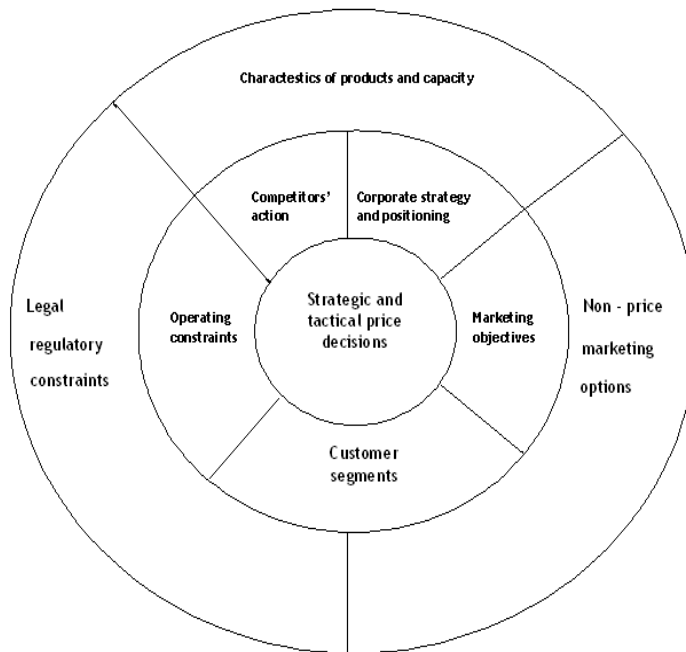 Charactestics of products and capacity
Competitors'
action
Corporate strategy
and positioning
Legal
regulatory
constraints
Operating
constraints
Strategic and
tactical price
decisions
Marketing
objectives
Non - price
marketing
options
Customer
segments